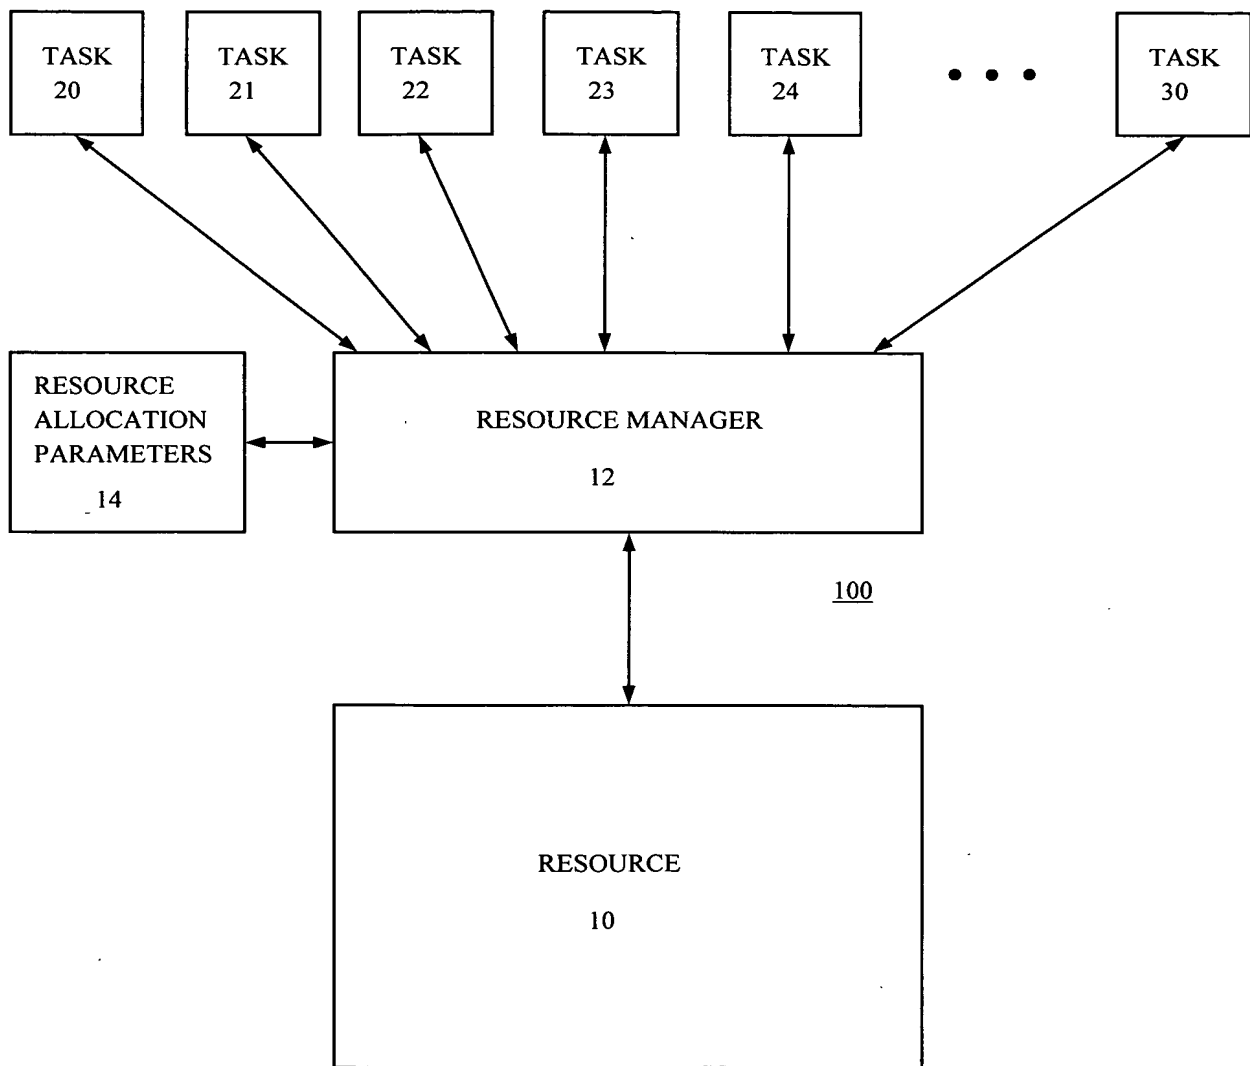 TASK
20
TASK
21
TASK
22
TASK
23
TASK
24
TASK
30
RESOURCE
ALLOCATION
PARAMETERS
14
RESOURCE MANAGER
12
100
RESOURCE
10